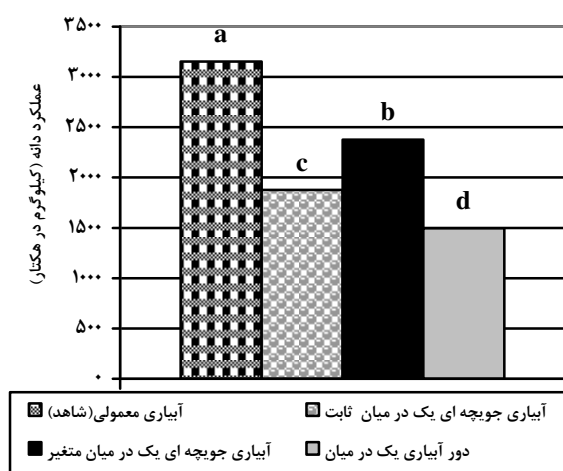 عملکرد دانه (کیلوگرم در هکتار)
۳۵۰۰
۳۰۰۰
۲۵۰۰
۲۰۰۰
۱۵۰۰
۱۰۰۰
۵۰۰
۰
a
b
c
d
آبیاری معمولی(شاهد)
آبیاری جویچه ای یک در میان ثابت
آبیاری جویچه ای یک در میان متغیر
دور آبیاری یک در میان